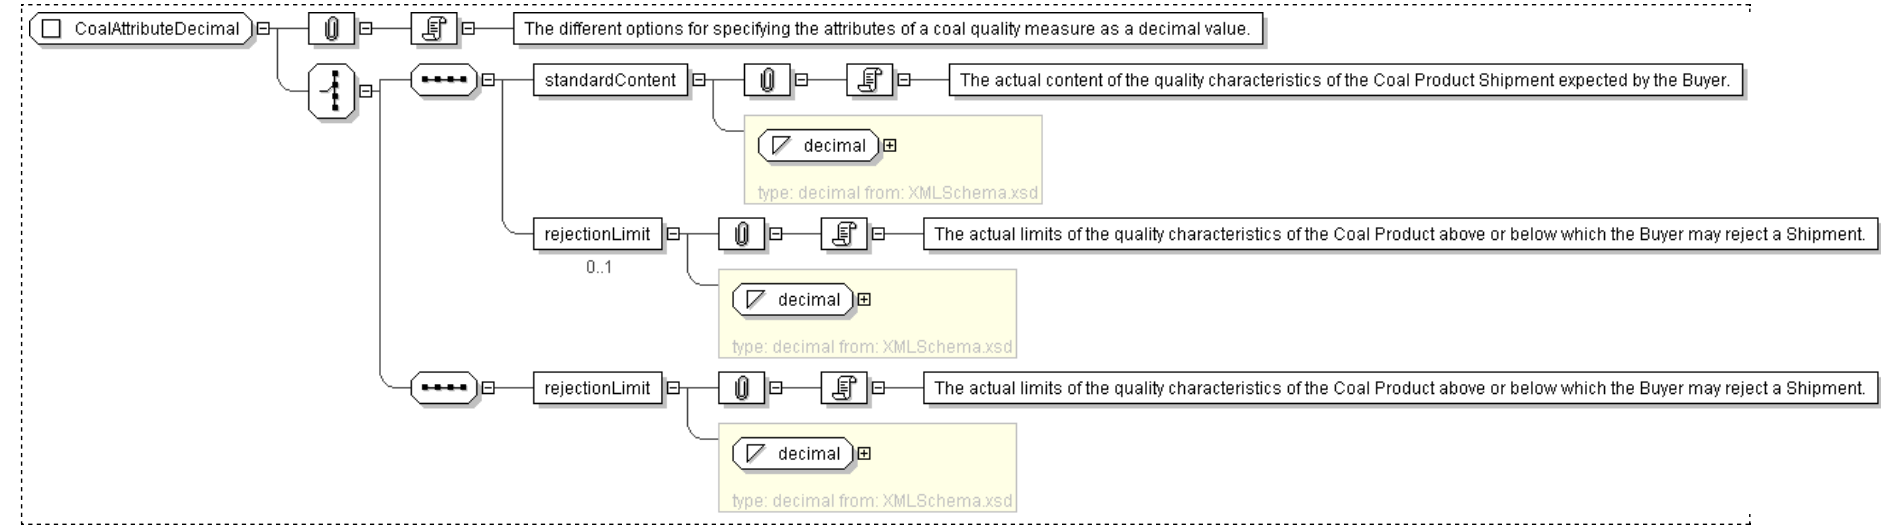 CoalAttributeDecimal
The different options for specifying the attributes of a coal quality measure as a decimal value.
standardContent
The actual content of the quality characteristics of the Coal Product Shipment expected by the Buyer.
decimal
type: decimal from: XMLSchema.xsd
rejectionLimit
The actual limits of the quality characteristics of the Coal Product above or below which the Buyer may reject a Shipment.
0..1
decimal
type: decimal from: XMLSchema.xsd
rejectionLimit
The actual limits of the quality characteristics of the Coal Product above or below which the Buyer may reject a Shipment.
decimal
type: decimal from: XMLSchema.xsd